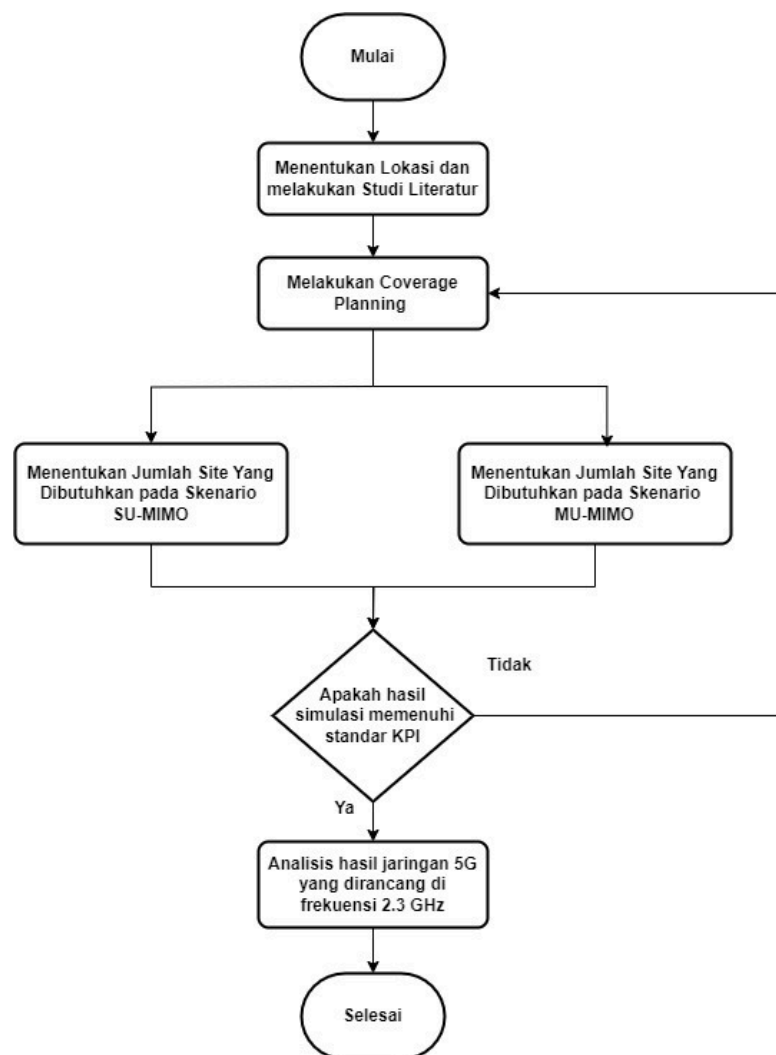 Mulai
Menentukan Lokasi dan
melakukan Studi Literatur
Melakukan Coverage
Planning
Menentukan Jumlah Site Yang
Dibutuhkan pada Skenario
SU-MIMO
Menentukan Jumlah Site Yang
Dibutuhkan pada Skenario
MU-MIMO
Tidak
Apakah hasil
simulasi memenuhi
standar KPI
Ya
Analisis hasil jaringan 5G
yang dirancang di
frekuensi 2.3 GHz
Selesai